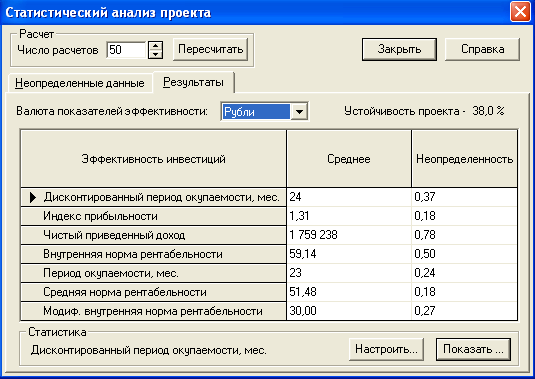 Статистический анализ проекта
Расчет
Число расчетов 50 Пересчитать Закрыть Справка
Неопределенные данные Результаты
Валюта показателей эффективности: Рубли Устойчивость проекта - 38,0 %
Эффективность инвестиций Среднее Неопределенность
Дисконтированный период окупаемости, мес. 24 0,37
Индекс прибыльности 1,31 0,18
Чистый приведенный доход 1 759 238 0,78
Внутренняя норма рентабельности 59,14 0,50
Период окупаемости, мес. 23 0,24
Средняя норма рентабельности 51,48 0,18
Модиф. внутренняя норма рентабельности 30,00 0,27
Статистика
Дисконтированный период окупаемости, мес. Настроить... Показать ...